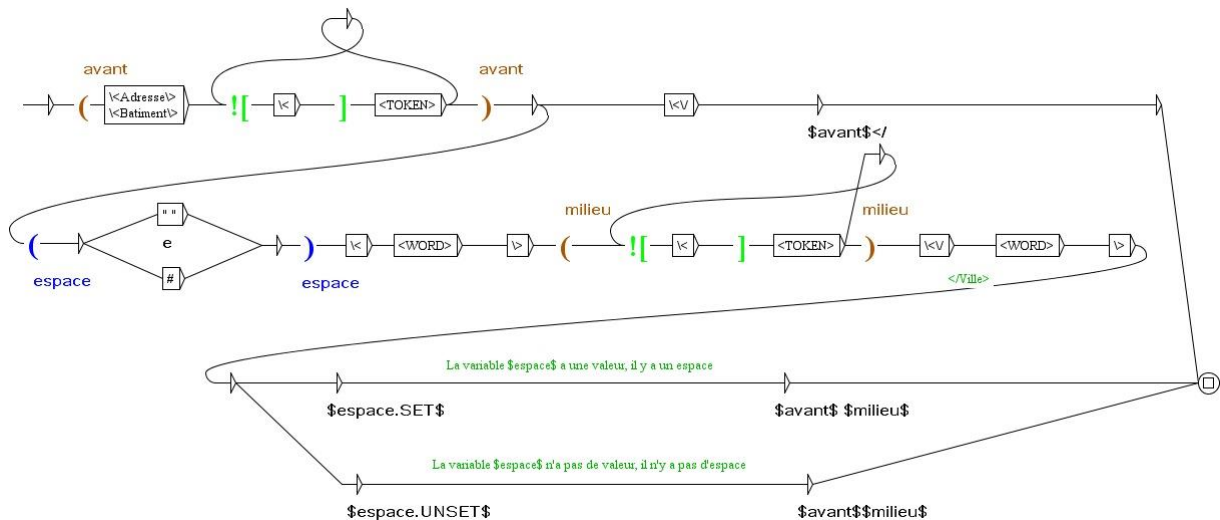 avant avant
( \<Adresse\> ![ \< ] <TOKEN> ) \<\/
\<Batiment\>
$avant$</
milieu milieu
" "
( e ) \< <WORD> \> ( ![ \< ] <TOKEN> ) \<\/ <WORD> \>
#
espace espace
</Ville>
La variable $espace$ a une valeur, il y a un espace
$espace.SET$ $avant$ $milieu$
La variable $espace$ n'a pas de valeur, il n'y a pas d'espace
$espace.UNSET$ $avant$$milieu$